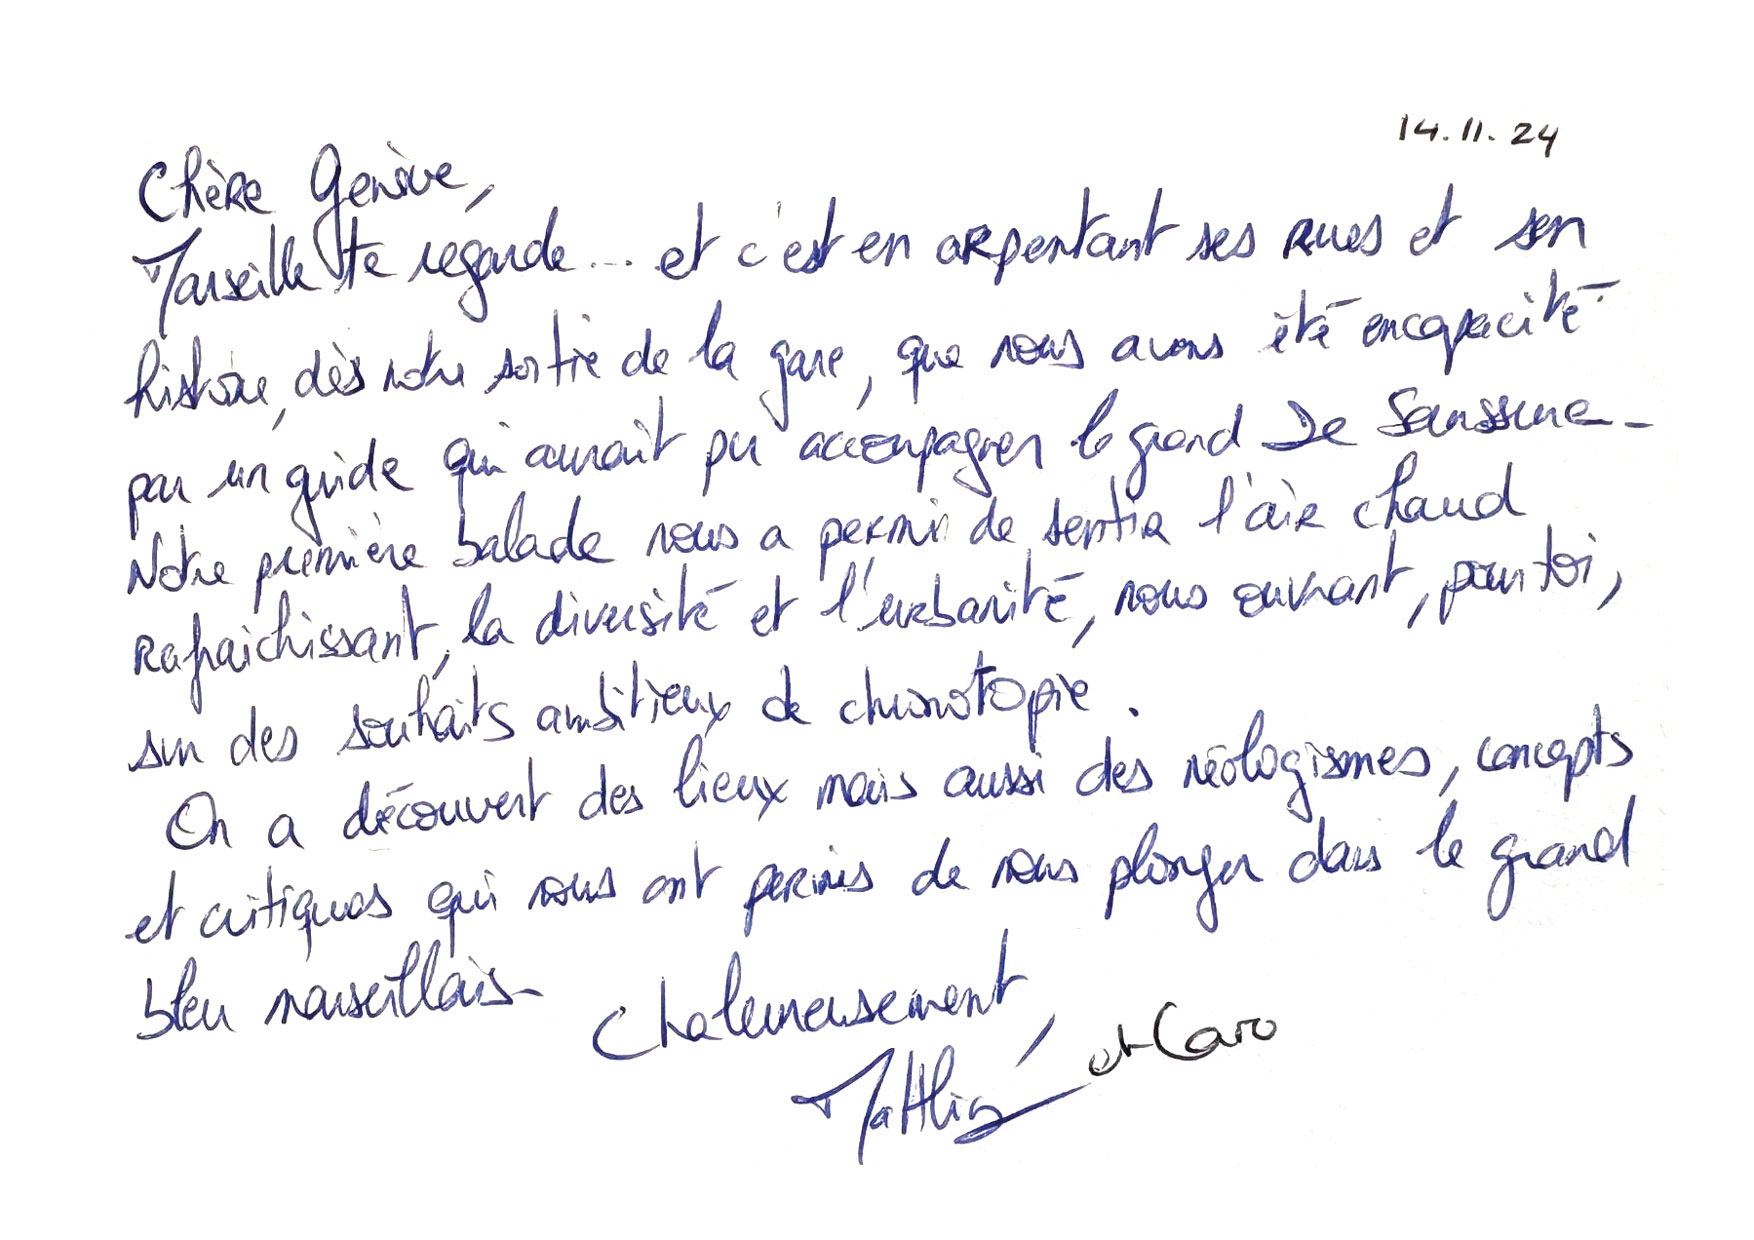 14.11.24
Chère Genève,
Marseille te regarde... et c'est en arpentant ses rues et son
histoire, dès notre sortie de la gare, que nous avons été encapacité
par un guide qui aurait pu accompagner le grand De Saussure.
Notre première balade nous a permi de sentir l'air chaud
rafraichissant, la diversité et l'urbanité, nous ouvrant, pour toi,
sur des souhaits ambitieux de chronotopie.
On a découvert des lieux mais aussi des néologismes, concepts
et critiques qui nous ont permis de nous plonger dans le grand
bleu marseillais.
Chaleureusement,
Matthias et Caro